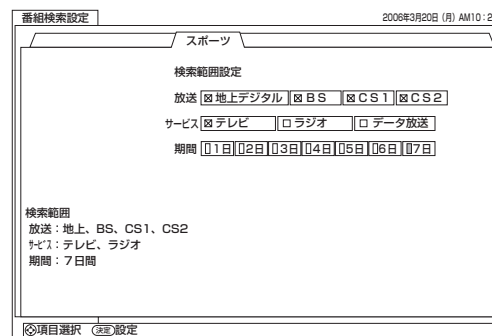 番組検索設定
2006年3月20日 (月) AM10:2
スポーツ
検索範囲設定
放送 ☒地上デジタル ☒BS ☒CS1 ☒CS2
サービス ☒テレビ □ラジオ □データ放送
期間 1日 2日 3日 4日 5日 6日 7日
検索範囲
放送：地上、BS、CS1、CS2
ｻｰﾋﾞｽ：テレビ、ラジオ
期間：7日間
項目選択 決定 設定